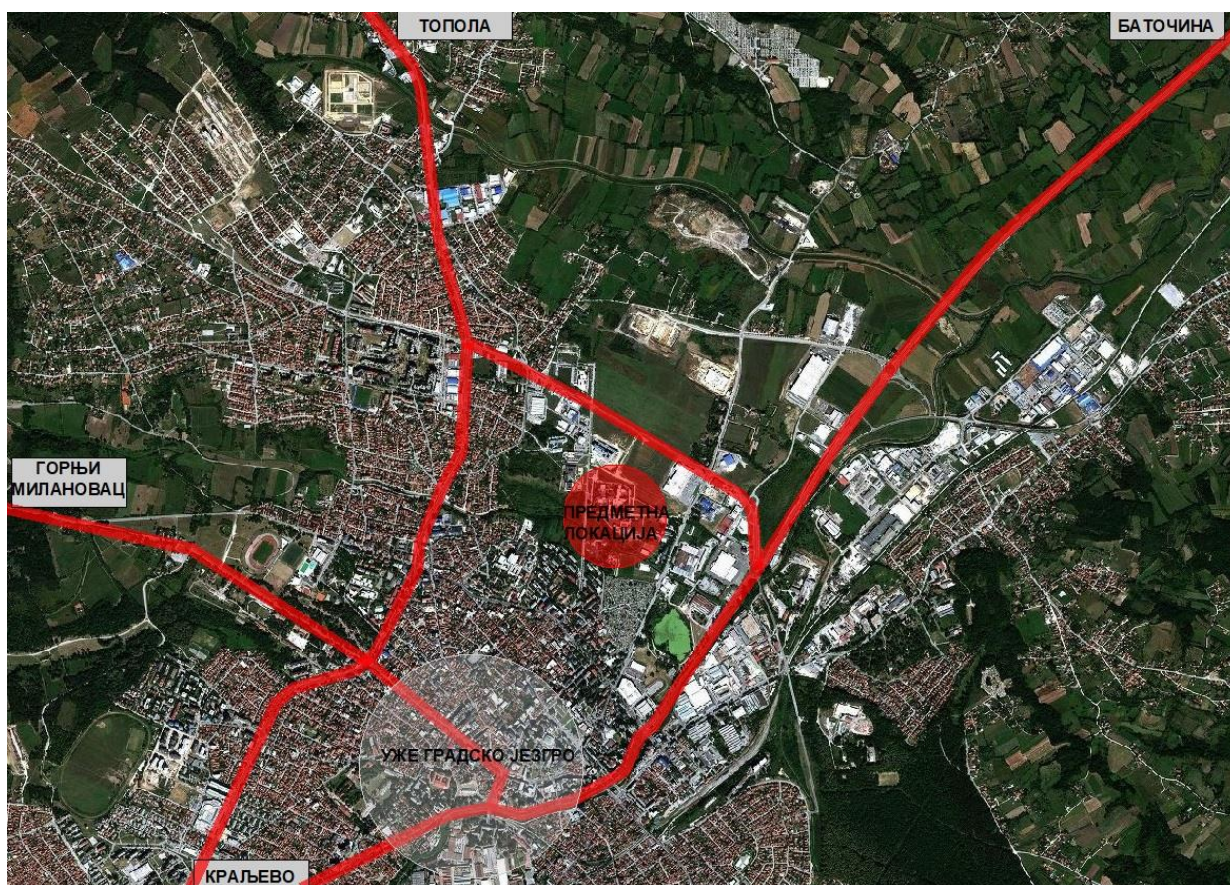 ТОПОЛА
БАТОЧИНА
ГОРЊИ
МИЛАНОВАЦ
ПРЕДМЕТНА
ЛОКАЦИЈА
УЖЕ ГРАДСКО ЈЕЗГРО
КРАЉЕВО